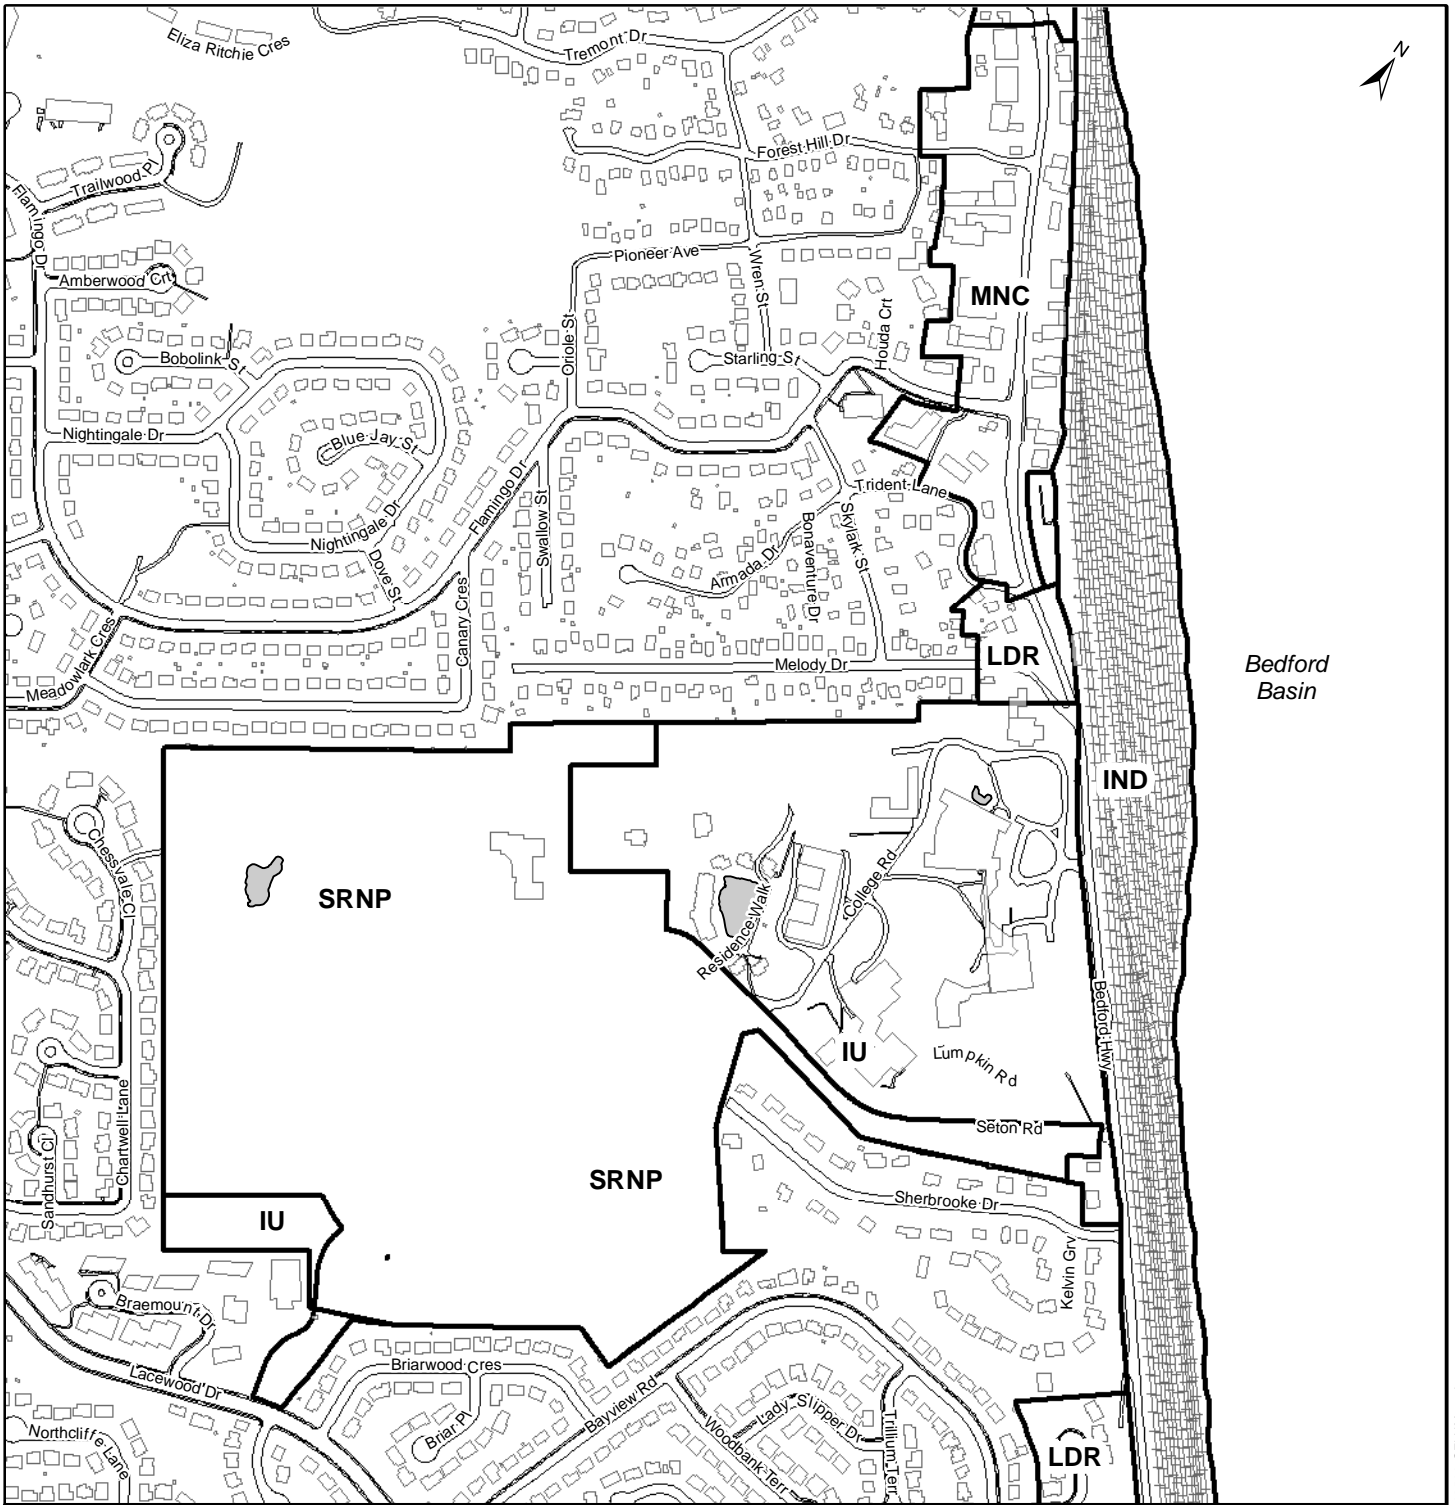 Eliza Ritchie Cres
Tremont Dr
N
Forest Hill Dr
Trailwood Pl
Flamingo Dr
Pioneer Ave
Amberwood Crt
Wren St
MNC
Houda Crt
Oriole St
Bobolink St
Starling St
Nightingale Dr
Blue Jay St
Flamingo Dr
Trident Lane
Swallow St
Skylark St
Nightingale Dr
Bonaventure Dr
Armada Dr
Dove St
Canary Cres
Meadowlark Cres
Melody Dr
LDR
Bedford
Basin
IND
Chessvale Cl
College Rd
SRNP
Residence Walk
Bedford Hwy
IU
Lumpkin Rd
Seton Rd
Chartwell Lane
Sandhurst Cl
SRNP
Sherbrooke Dr
IU
Kelvin Grv
Braemount Dr
Lacewood Dr
Briarwood Cres
Bayview Rd
Briar Pl
Lady Slipper Dr
Woodbank Terr
Trillium Terr
Northcliffe Lane
LDR